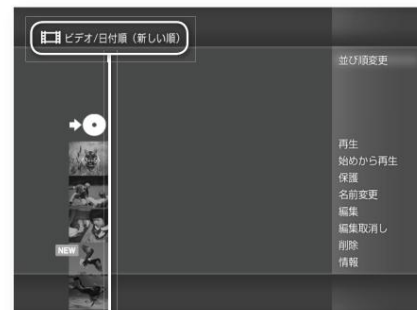 ビデオ/日付順（新しい順）
並び順変更
再生
始めから再生
保護
名前変更
編集
編集取消し
削除
情報
NEW